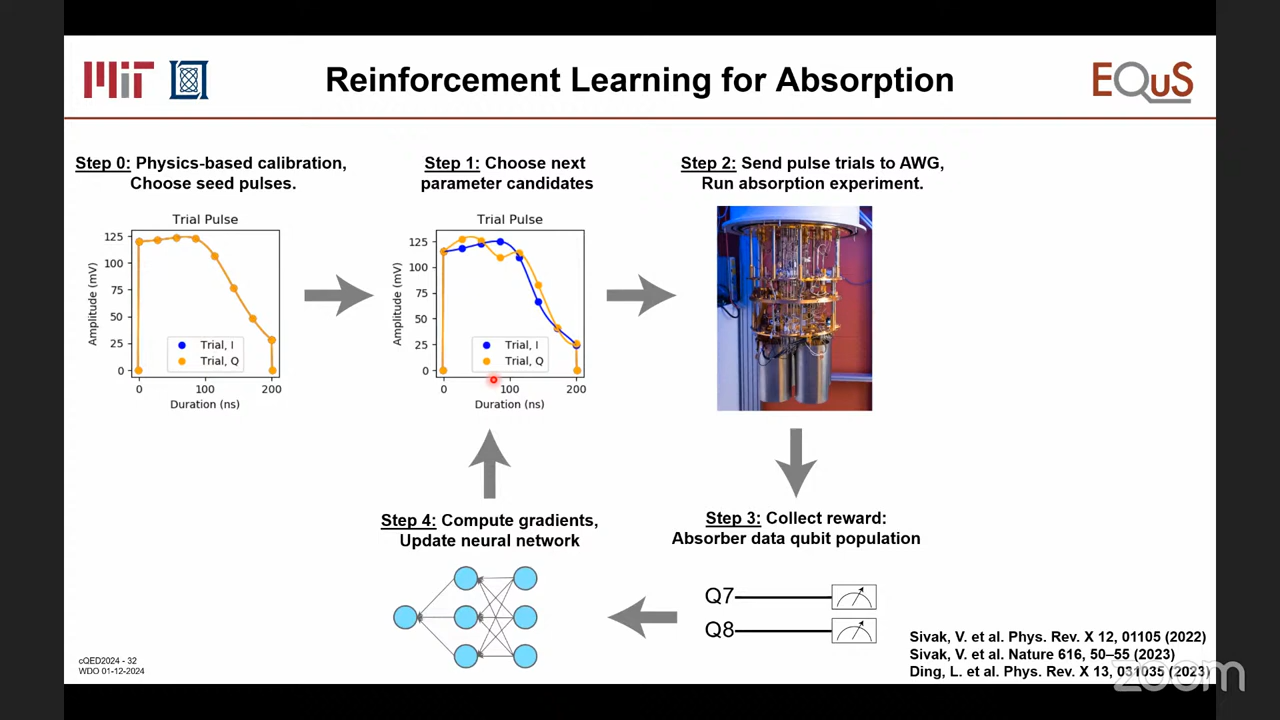 MIT
EQuS
Reinforcement Learning for Absorption
Step 0: Physics-based calibration,
Choose seed pulses.
Trial Pulse
Amplitude (mV)
125
100
75
50
25
0
Trial, I
Trial, Q
0
100
200
Duration (ns)
Step 1: Choose next
parameter candidates
Trial Pulse
Amplitude (mV)
125
100
75
50
25
0
Trial, I
Trial, Q
0
100
200
Duration (ns)
Step 2: Send pulse trials to AWG,
Run absorption experiment.
Step 3: Collect reward:
Absorber data qubit population
Q7
Q8
Step 4: Compute gradients,
Update neural network
Sivak, V. et al. Phys. Rev. X 12, 01105 (2022)
Sivak, V. et al. Nature 616, 50–55 (2023)
Ding, L. et al. Phys. Rev. X 13, 031035 (2023)
cQED2024 - 32
WDO 01-12-2024
zoom